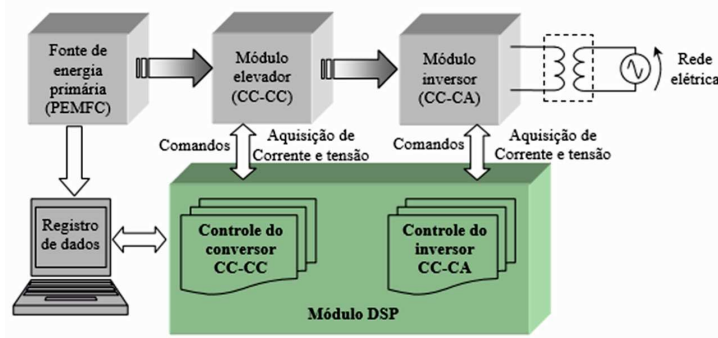 Fonte de
energia
primária
(PEMFC)
Módulo
elevador
(CC-CC)
Módulo
inversor
(CC-CA)
Rede
elétrica
Comandos
Aquisição de
Corrente e tensão
Comandos
Aquisição de
Corrente e tensão
Registro
de dados
Controle do
conversor
CC-CC
Controle do
inversor
CC-CA
Módulo DSP